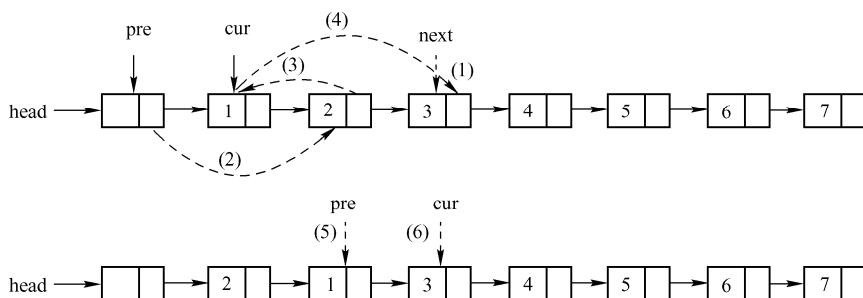 pre cur (4) next
(3) (1)
head 1 2 3 4 5 6 7
(2)
pre cur
(5) (6)
head 2 1 3 4 5 6 7